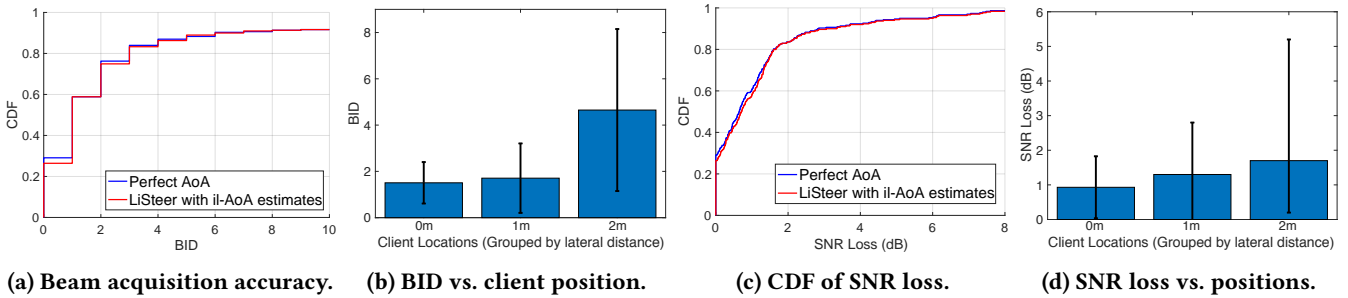 1
0.8
0.6
0.4
0.2
0
CDF
0 2 4 6 8 10
BID
Perfect AoA
LiSteer with il-AoA estimates
(a) Beam acquisition accuracy.
8
6
4
2
0
BID
0m 1m 2m
Client Locations (Grouped by lateral distance)
(b) BID vs. client position.
1
0.8
0.6
0.4
0.2
0
CDF
0 2 4 6 8
SNR Loss (dB)
Perfect AoA
LiSteer with il-AoA estimates
(c) CDF of SNR loss.
6
5
4
3
2
1
0
SNR Loss (dB)
0m 1m 2m
Client Locations (Grouped by lateral distance)
(d) SNR loss vs. positions.